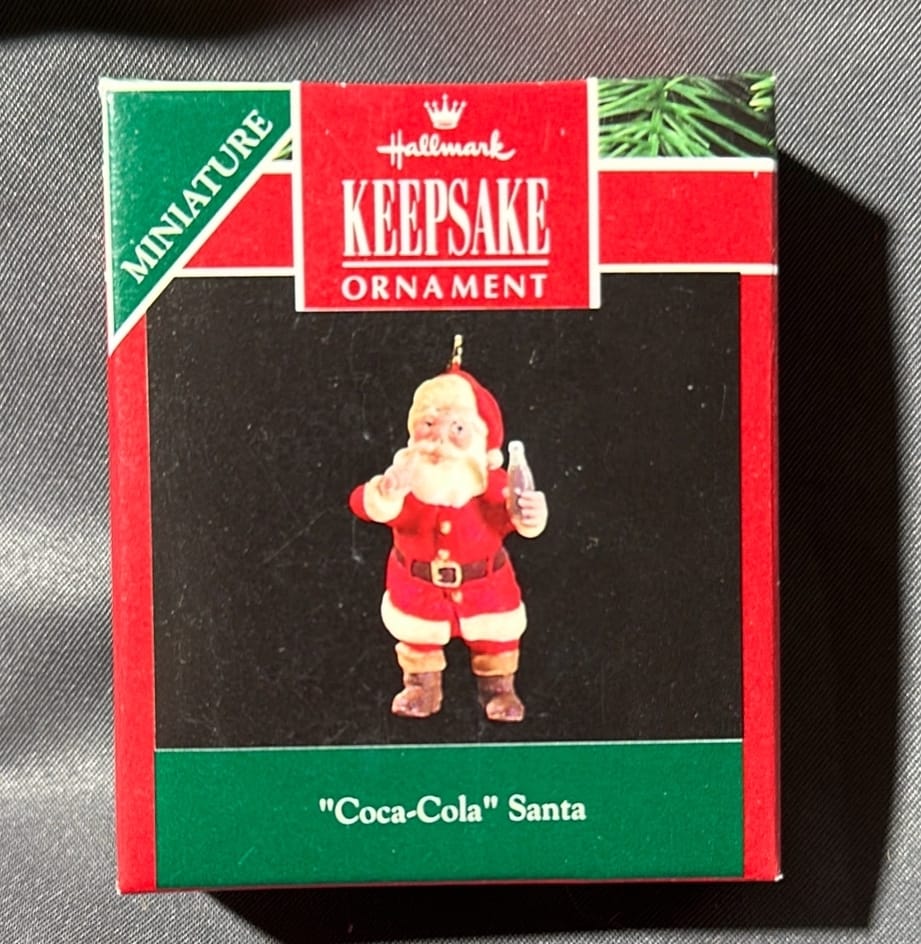 MINIATURE
Hallmark
KEEPSAKE
ORNAMENT
"Coca-Cola" Santa